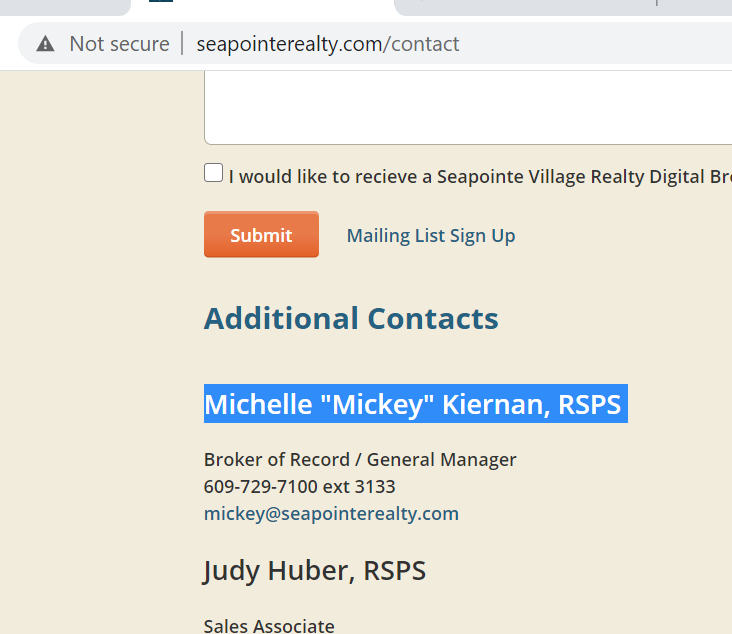 Not secure seapointerealty.com/contact
I would like to recieve a Seapointe Village Realty Digital
Submit Mailing List Sign Up
Additional Contacts
Michelle "Mickey" Kiernan, RSPS
Broker of Record / General Manager
609-729-7100 ext 3133
mickey@seapointerealty.com
Judy Huber, RSPS
Sales Associate